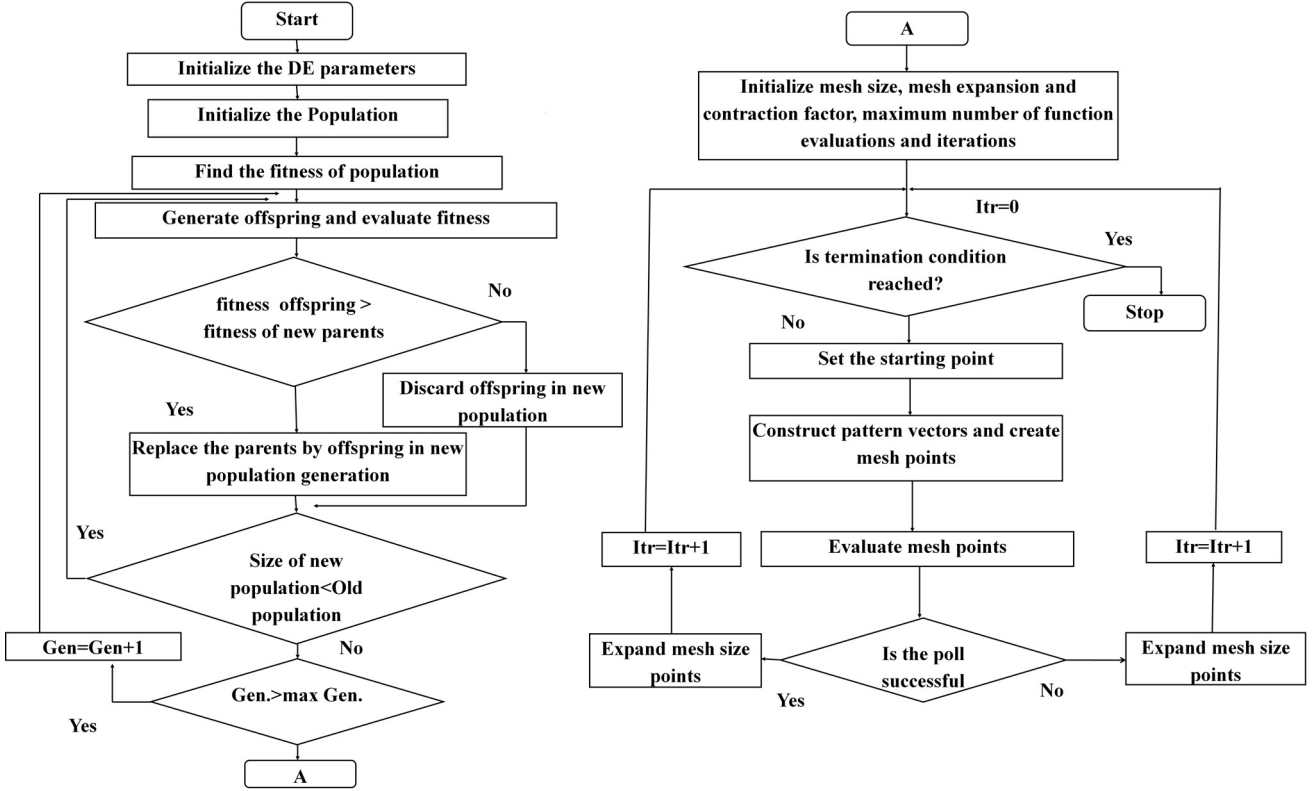 Start
Initialize the DE parameters
Initialize the Population
Find the fitness of population
Generate offspring and evaluate fitness
fitness offspring >
fitness of new parents
No
Discard offspring in new
population
Yes
Replace the parents by offspring in new
population generation
Yes
Size of new
population<Old
population
Gen=Gen+1
No
Gen.>max Gen.
Yes
A
A
Initialize mesh size, mesh expansion and
contraction factor, maximum number of function
evaluations and iterations
Itr=0
Is termination condition
reached?
Yes
Stop
No
Set the starting point
Construct pattern vectors and create
mesh points
Itr=Itr+1
Evaluate mesh points
Itr=Itr+1
Expand mesh size
points
Is the poll
successful
Expand mesh size
points
Yes
No